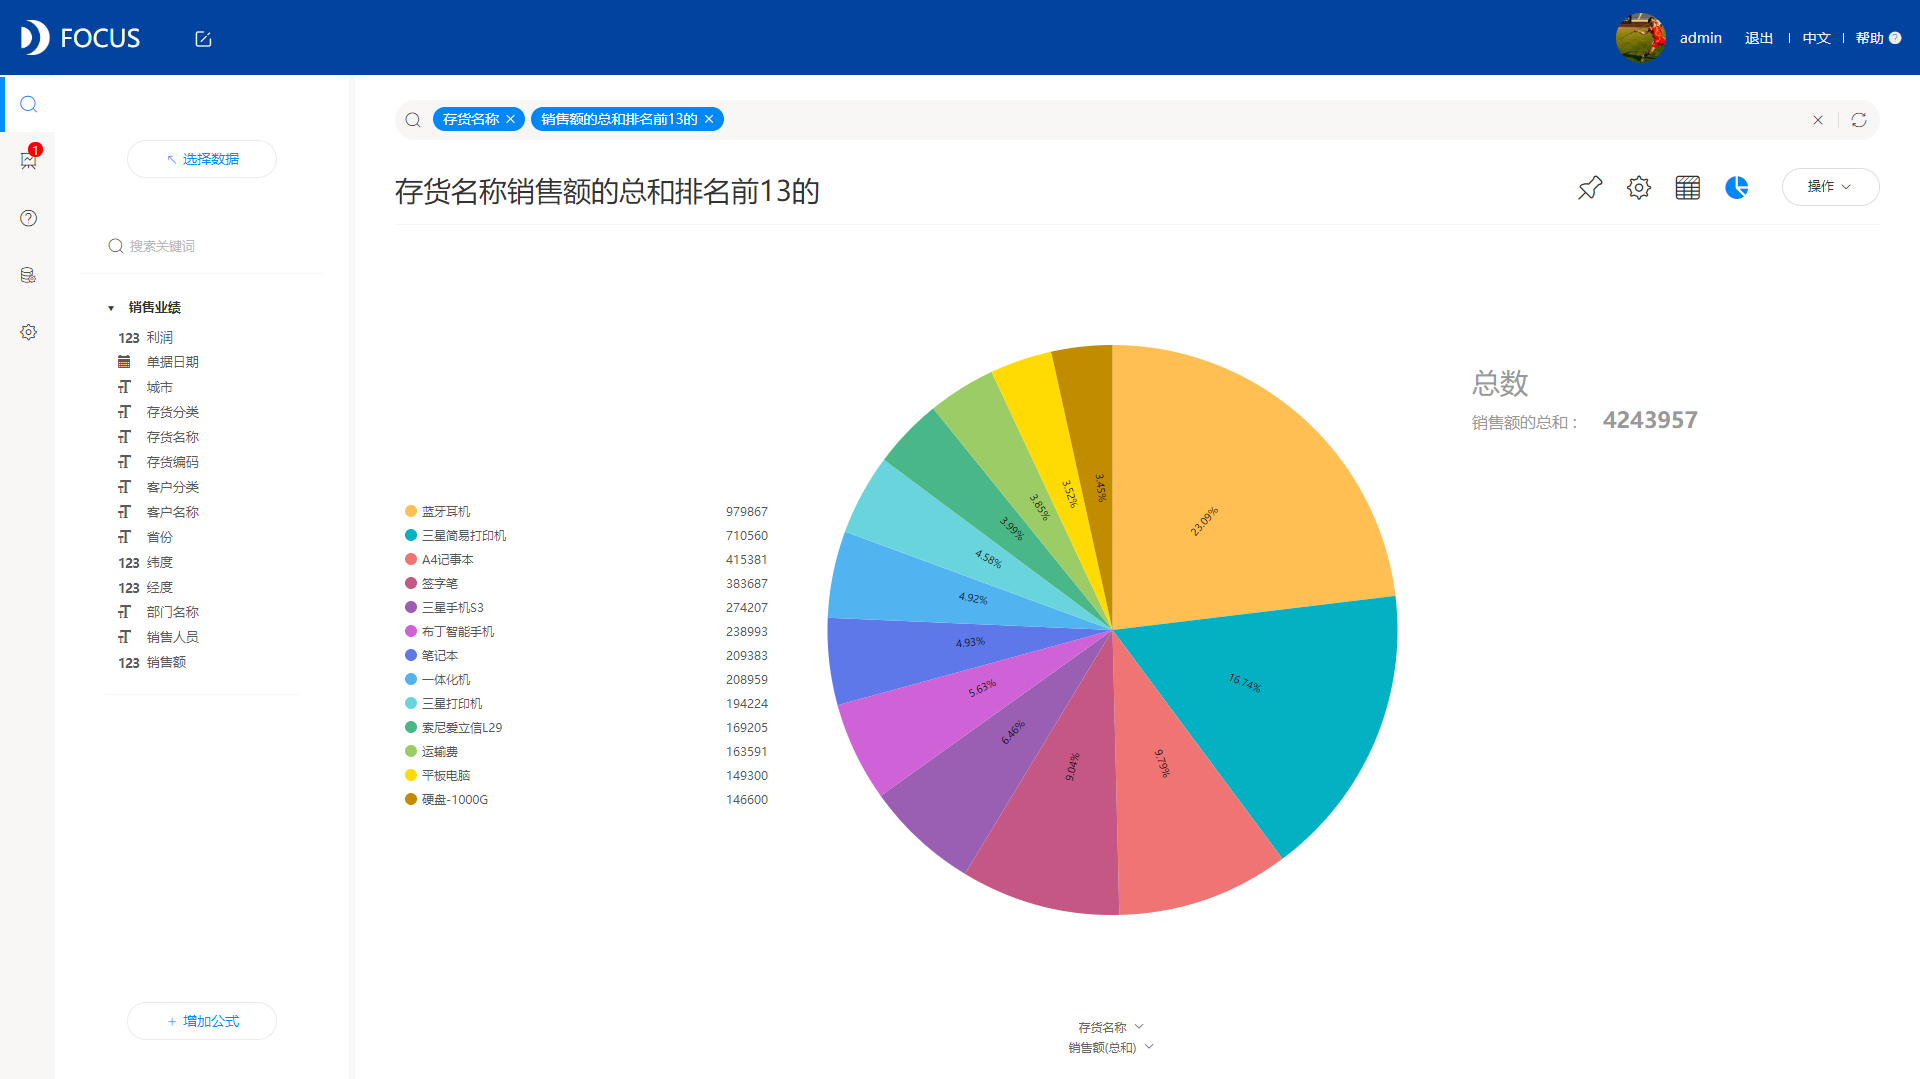 FOCUS
admin 退出 | 中文 | 帮助 ?
1
选择数据
搜索关键词
销售业绩
123 利润
单据日期
城市
存货分类
存货名称
存货编码
客户分类
客户名称
省份
123 纬度
123 经度
部门名称
销售人员
123 销售额
+ 增加公式
存货名称 × 销售额的总和排名前13的 ×
存货名称销售额的总和排名前13的
操作
蓝牙耳机 979867
三星简易打印机 710560
A4记事本 415381
签字笔 383687
三星手机S3 274207
布丁智能手机 238993
笔记本 209383
一体化机 208959
三星打印机 194224
索尼爱立信L29 169205
运输费 163591
平板电脑 149300
硬盘-1000G 146600
23.09%
16.74%
9.79%
9.04%
6.46%
5.63%
4.93%
4.92%
4.58%
3.99%
3.85%
3.52%
3.45%
总数
销售额的总和： 4243957
存货名称
销售额(总和)